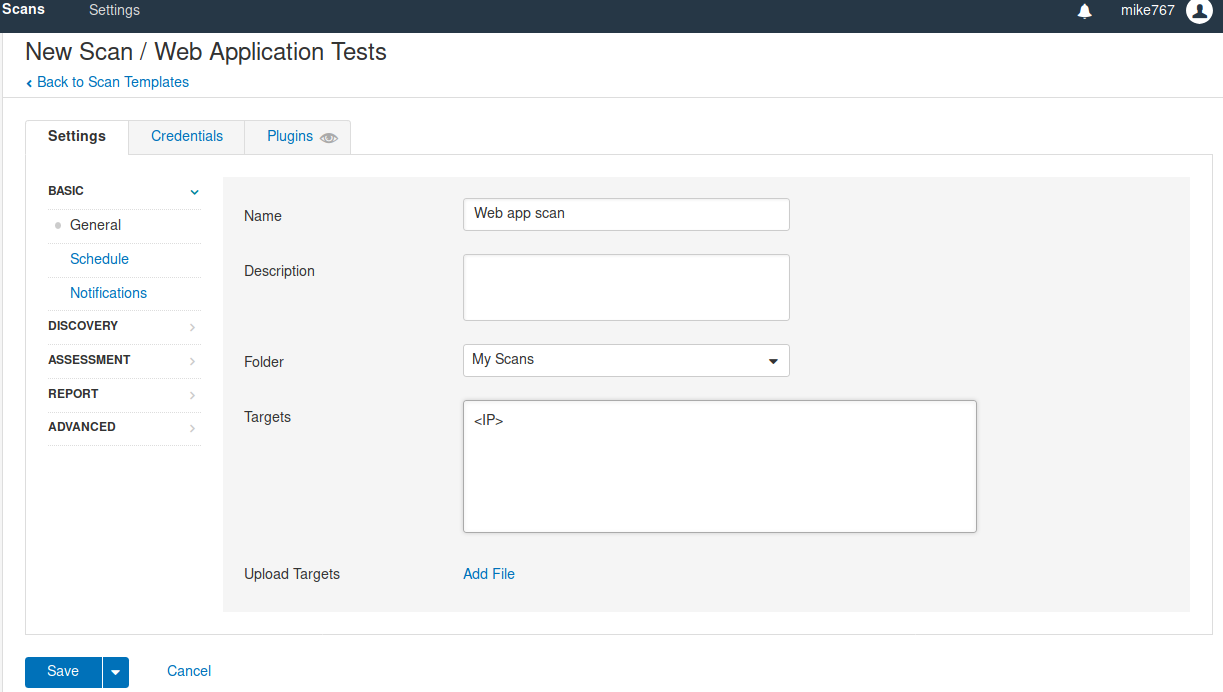 Scans Settings mike767
New Scan / Web Application Tests
Back to Scan Templates
Settings Credentials Plugins
BASIC
General
Schedule
Notifications
DISCOVERY
ASSESSMENT
REPORT
ADVANCED
Name Web app scan
Description
Folder My Scans
Targets <IP>
Upload Targets Add File
Save Cancel